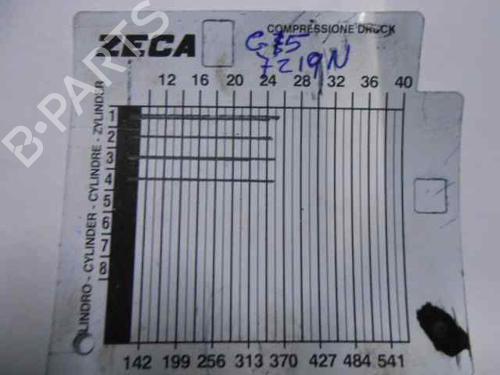 COMPRESSIONE DRUCK
ZECA
7219N
12 16 20 24 28 32 36 40
LINDRO - CYLINDER - CYLINDRE - ZYLINDER
1
2
3
4
5
6
7
8
142 199 256 313 370 427 484 541
B-PARTS